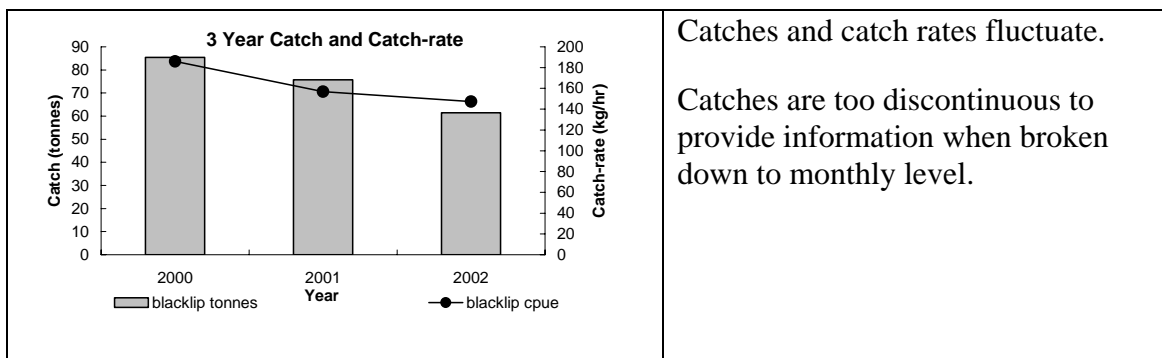 3 Year Catch and Catch-rate
90
80
70
60
50
40
30
20
10
0
Catch (tonnes)
200
180
160
140
120
100
80
60
40
20
0
Catch-rate (kg/hr)
2000
2001
2002
Year
blacklip tonnes
blacklip cpue
Catches and catch rates fluctuate.
Catches are too discontinuous to
provide information when broken
down to monthly level.